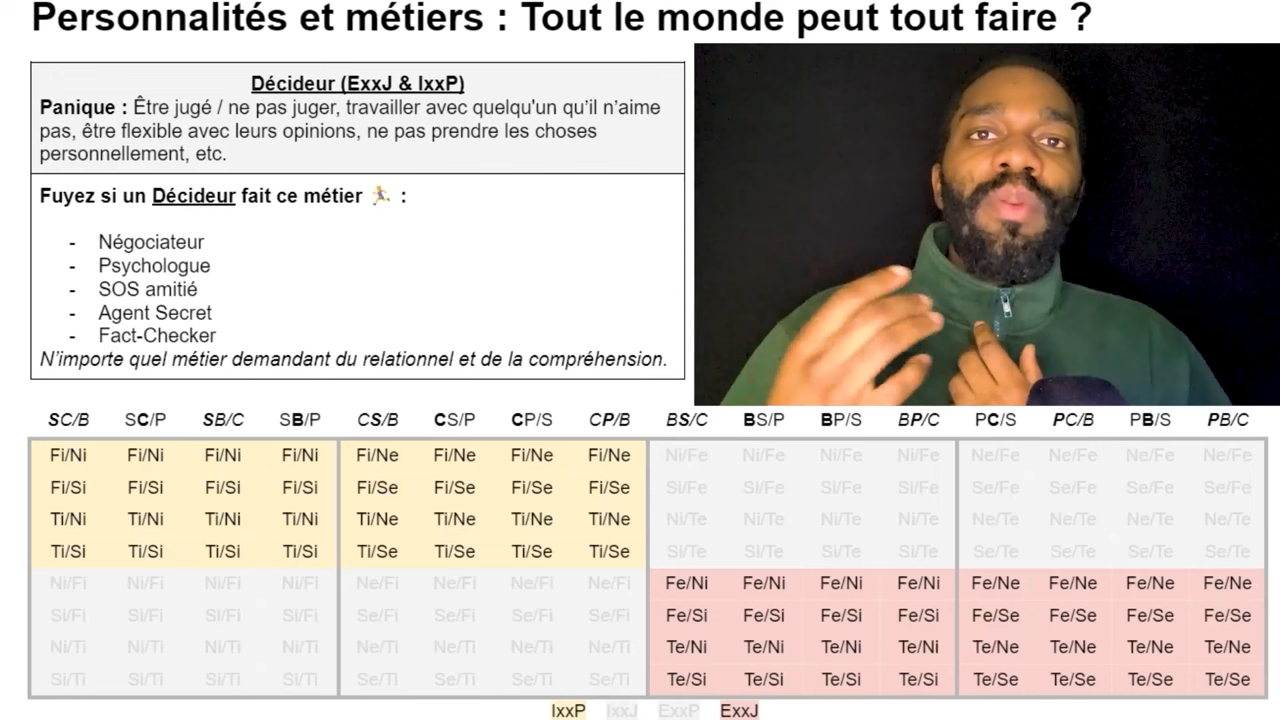 Personnalités et métiers : Tout le monde peut tout faire ?
Décideur (ExxJ & IxxP)
Panique : Être jugé / ne pas juger, travailler avec quelqu'un qu’il n’aime
pas, être flexible avec leurs opinions, ne pas prendre les choses
personnellement, etc.
Fuyez si un Décideur fait ce métier 🏃 :
- Négociateur
- Psychologue
- SOS amitié
- Agent Secret
- Fact-Checker
N’importe quel métier demandant du relationnel et de la compréhension.
SC/B SC/P SB/C SB/P CS/B CS/P CP/S CP/B BS/C BS/P BP/S BP/C PC/S PC/B PB/S PB/C
Fi/Ni Fi/Ni Fi/Ni Fi/Ni Fi/Ne Fi/Ne Fi/Ne Fi/Ne Ni/Fe Ni/Fe Ni/Fe Ni/Fe Ne/Fe Ne/Fe Ne/Fe Ne/Fe
Fi/Si Fi/Si Fi/Si Fi/Si Fi/Se Fi/Se Fi/Se Fi/Se Si/Fe Si/Fe Si/Fe Si/Fe Se/Fe Se/Fe Se/Fe Se/Fe
Ti/Ni Ti/Ni Ti/Ni Ti/Ni Ti/Ne Ti/Ne Ti/Ne Ti/Ne Ni/Te Ni/Te Ni/Te Ni/Te Ne/Te Ne/Te Ne/Te Ne/Te
Ti/Si Ti/Si Ti/Si Ti/Si Ti/Se Ti/Se Ti/Se Ti/Se Si/Te Si/Te Si/Te Si/Te Se/Te Se/Te Se/Te Se/Te
Ni/Fi Ni/Fi Ni/Fi Ni/Fi Ne/Fi Ne/Fi Ne/Fi Ne/Fi Fe/Ni Fe/Ni Fe/Ni Fe/Ni Fe/Ne Fe/Ne Fe/Ne Fe/Ne
Si/Fi Si/Fi Si/Fi Si/Fi Se/Fi Se/Fi Se/Fi Se/Fi Fe/Si Fe/Si Fe/Si Fe/Si Fe/Se Fe/Se Fe/Se Fe/Se
Ni/Ti Ni/Ti Ni/Ti Ni/Ti Ne/Ti Ne/Ti Ne/Ti Ne/Ti Te/Ni Te/Ni Te/Ni Te/Ni Te/Ne Te/Ne Te/Ne Te/Ne
Si/Ti Si/Ti Si/Ti Si/Ti Se/Ti Se/Ti Se/Ti Se/Ti Te/Si Te/Si Te/Si Te/Si Te/Se Te/Se Te/Se Te/Se
IxxP IxxJ ExxP ExxJ